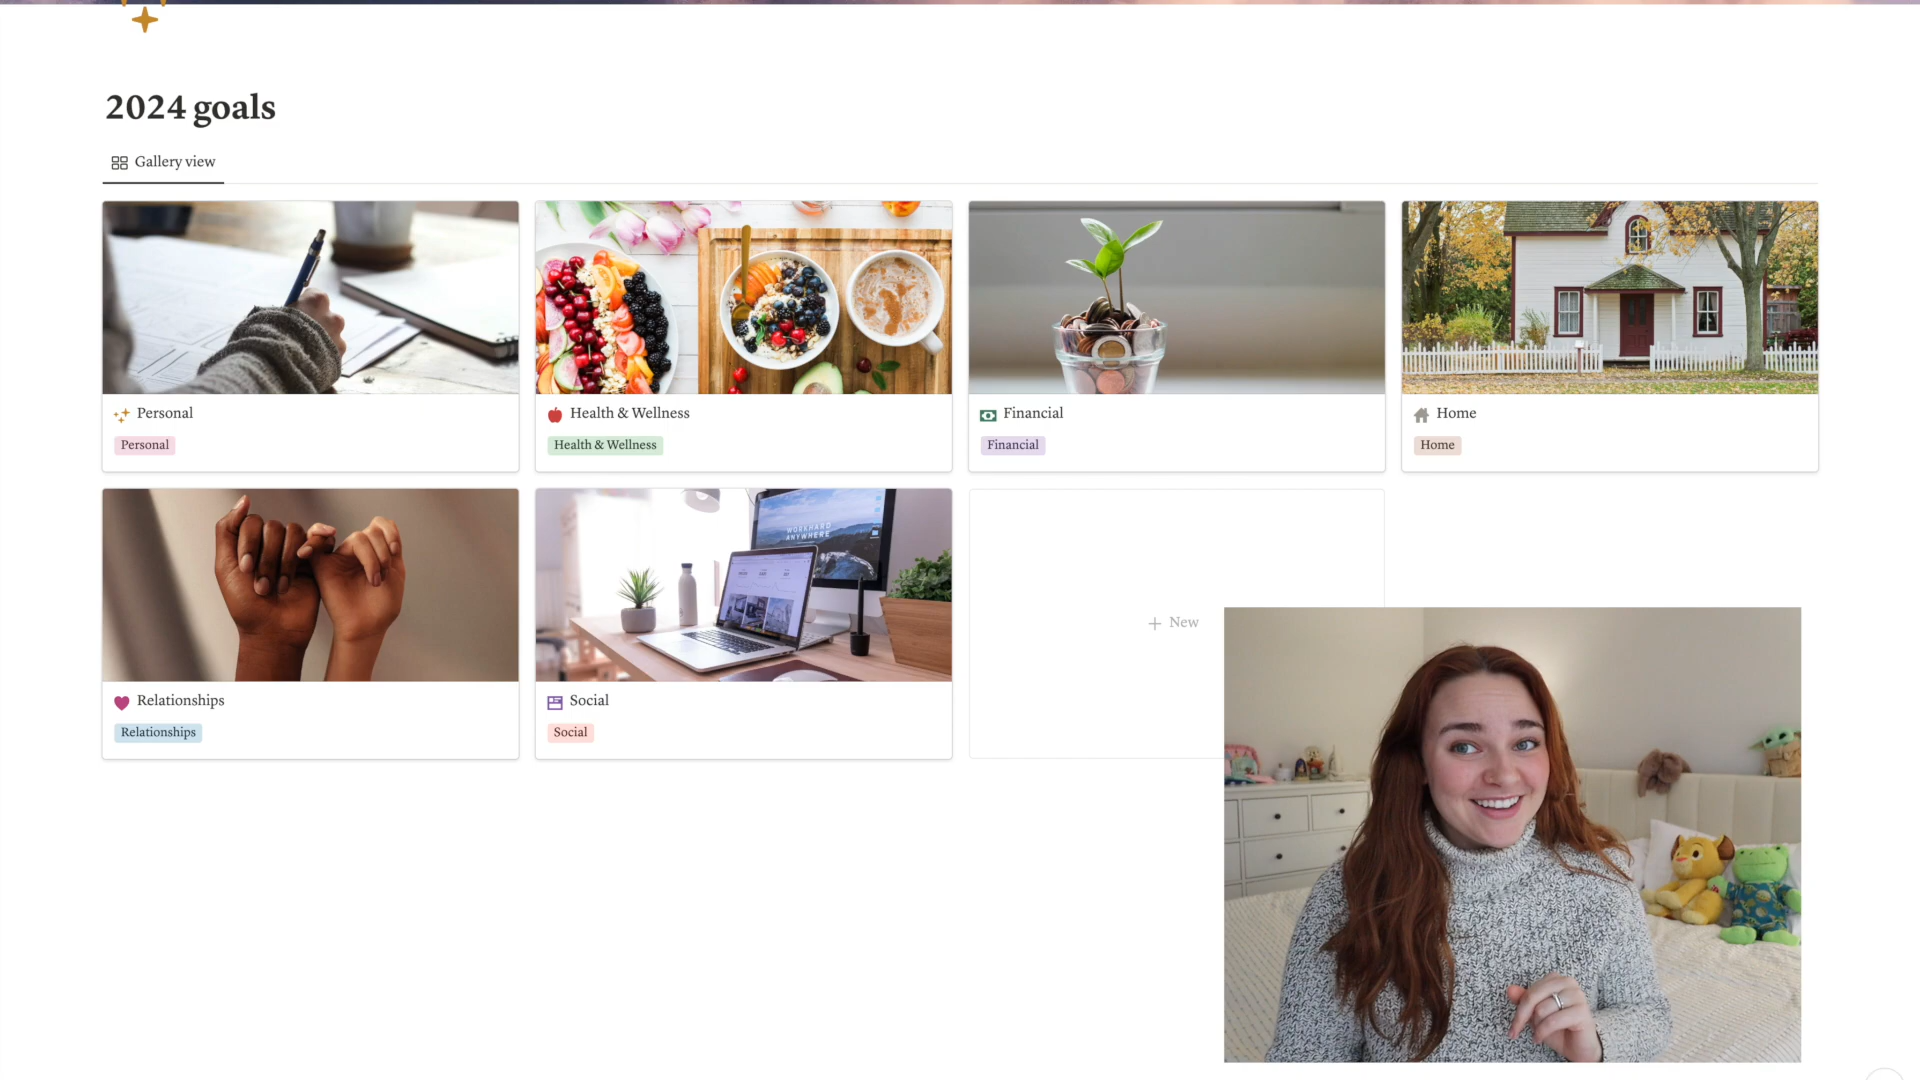 2024 goals
Gallery view
Personal
Personal
Health & Wellness
Health & Wellness
Financial
Financial
Home
Home
WORKHARD
ANYWHERE
Relationships
Relationships
Social
Social
New